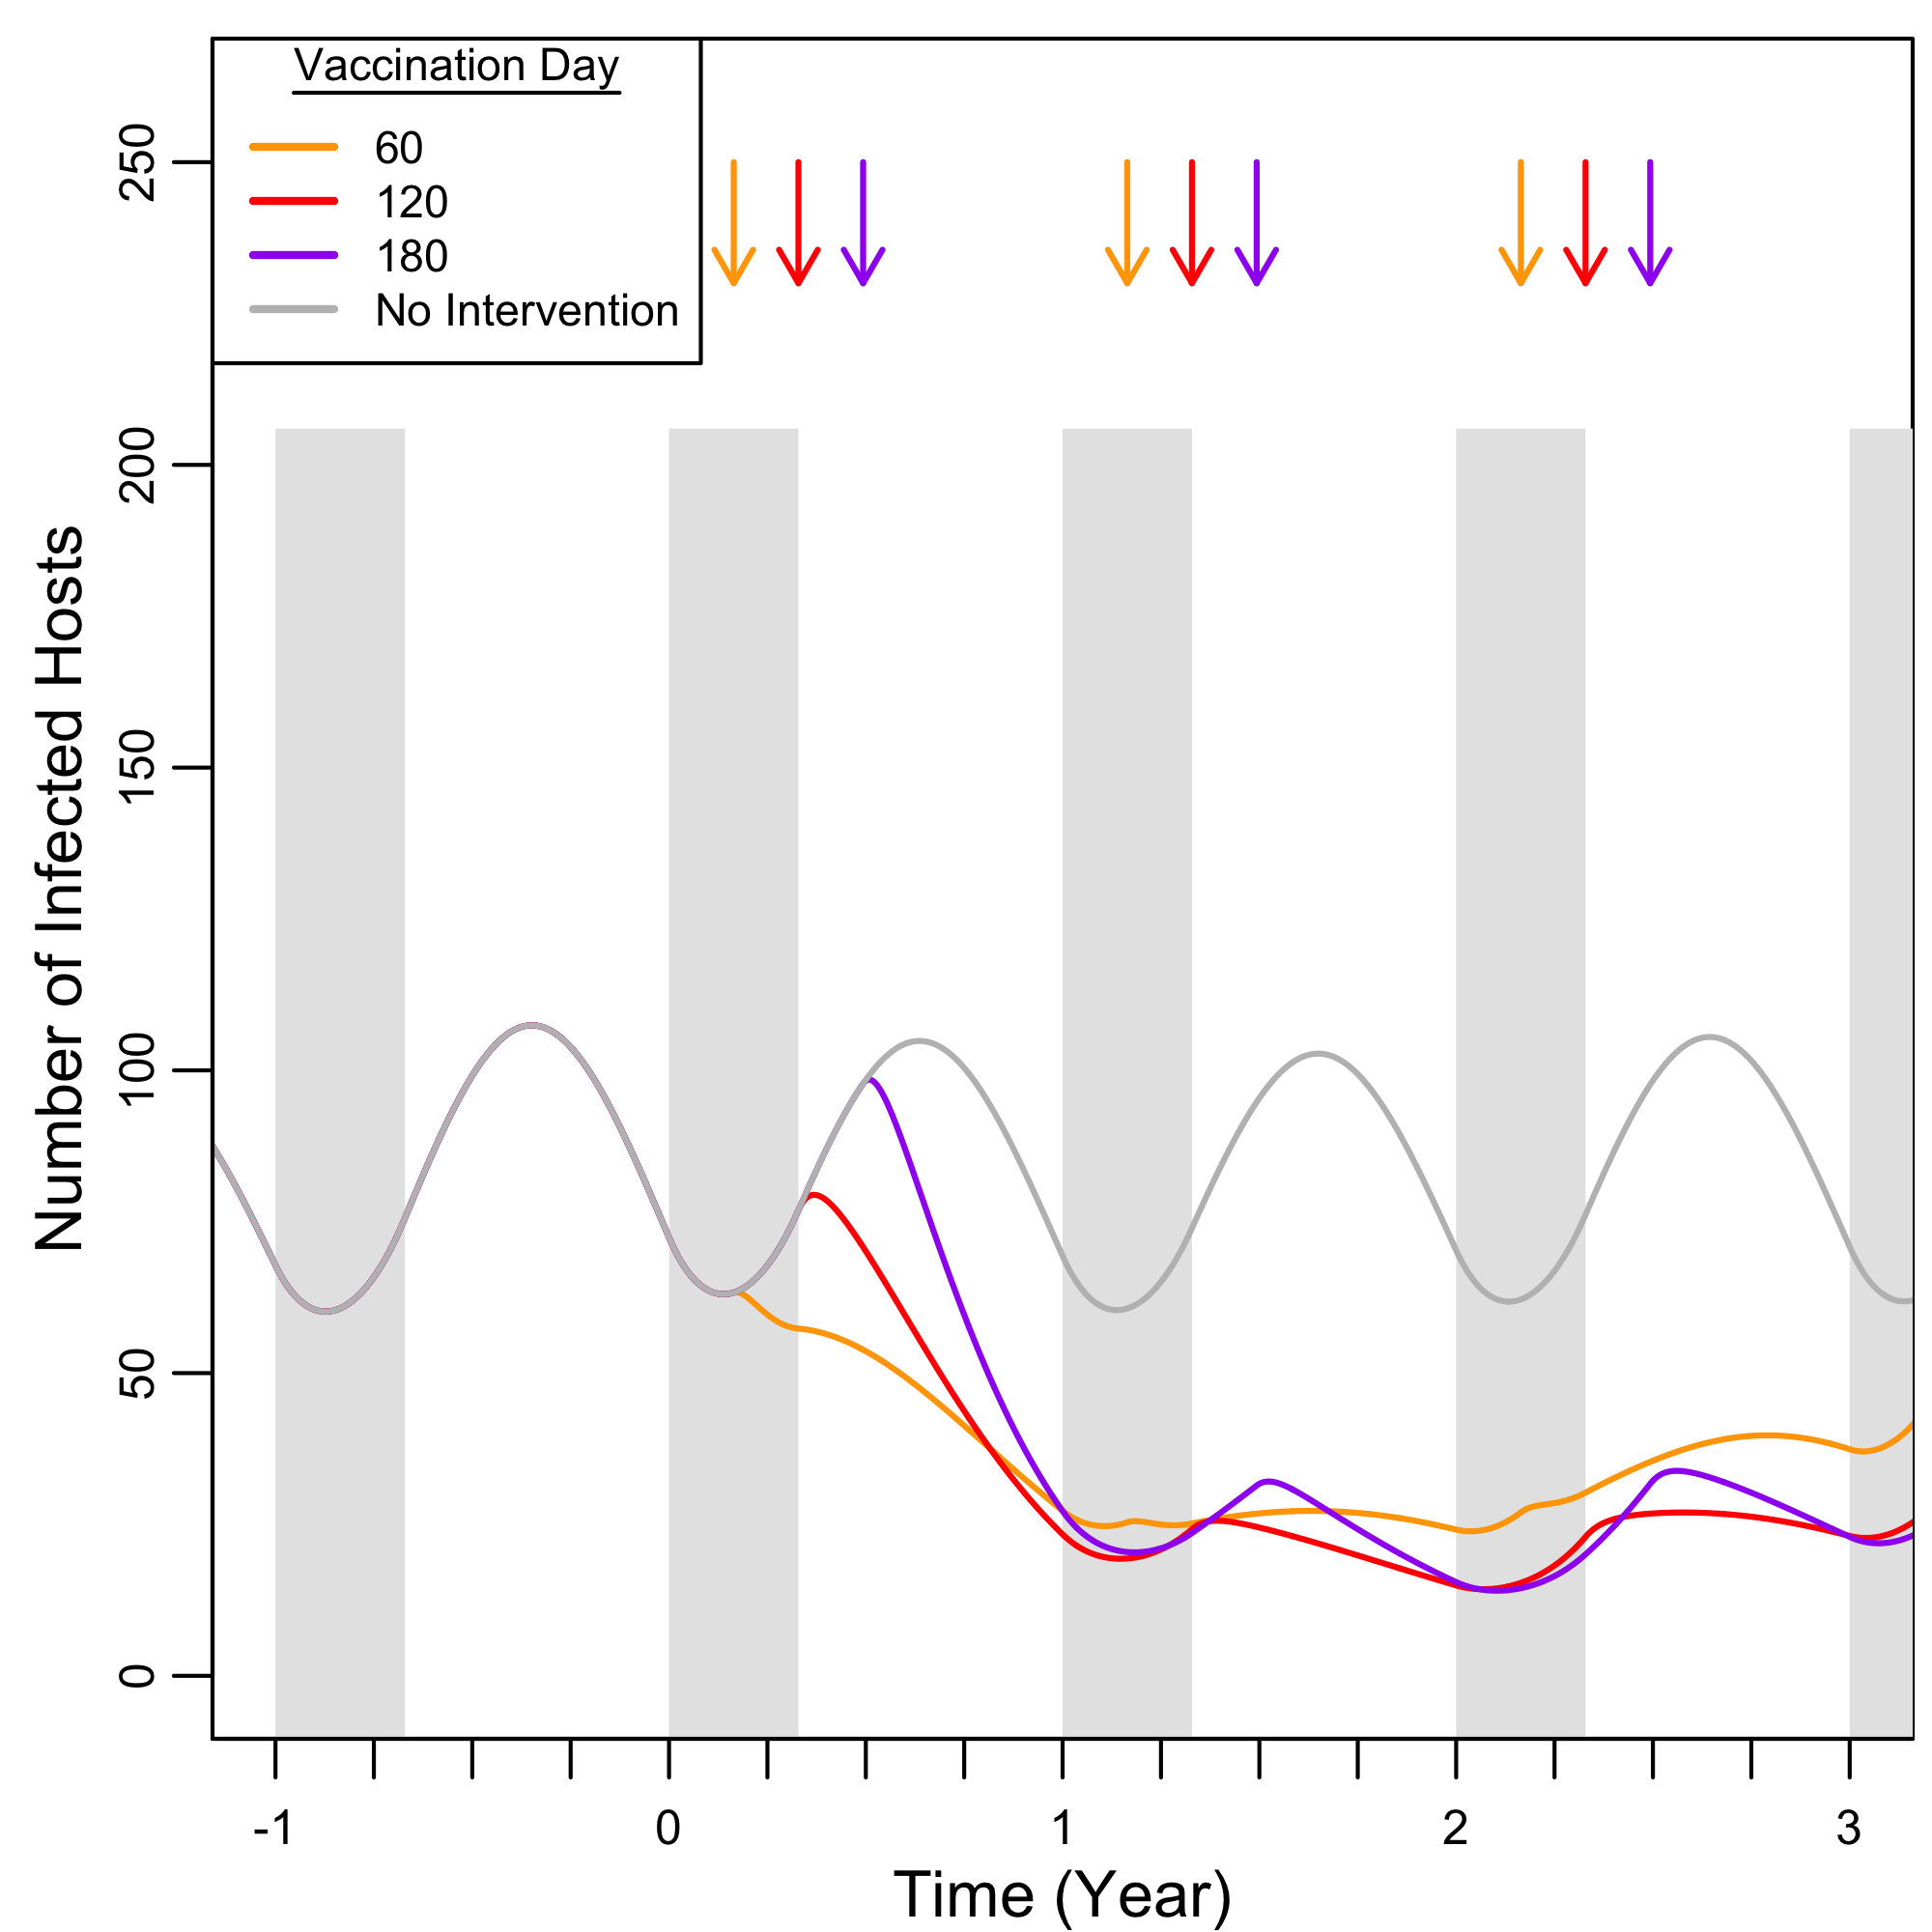 Vaccination Day
60
120
180
No Intervention
250
200
150
100
50
0
Number of Infected Hosts
-1 0 1 2 3
Time (Year)